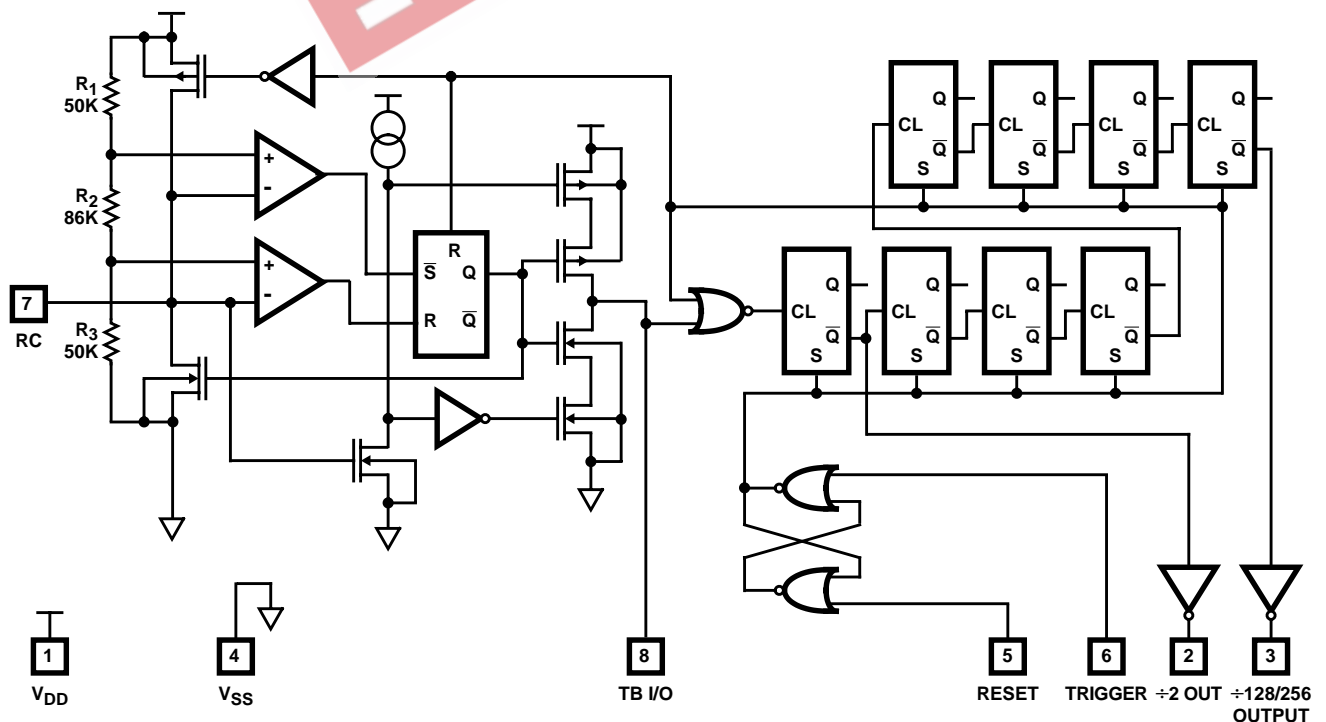 R1
50K
R2
86K
R3
50K
+
-
+
-
7
RC
S̅
R
Q
R
Q̅
CL
Q
Q̅
S
CL
Q
Q̅
S
CL
Q
Q̅
S
CL
Q
Q̅
S
CL
Q
Q̅
S
CL
Q
Q̅
S
CL
Q
Q̅
S
CL
Q
Q̅
S
1
VDD
4
VSS
8
TB I/O
5
RESET
6
TRIGGER
2
÷2 OUT
3
÷128/256
OUTPUT